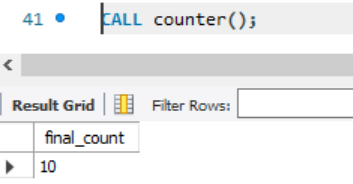 41 CALL counter();
Result Grid Filter Rows:
final_count
10